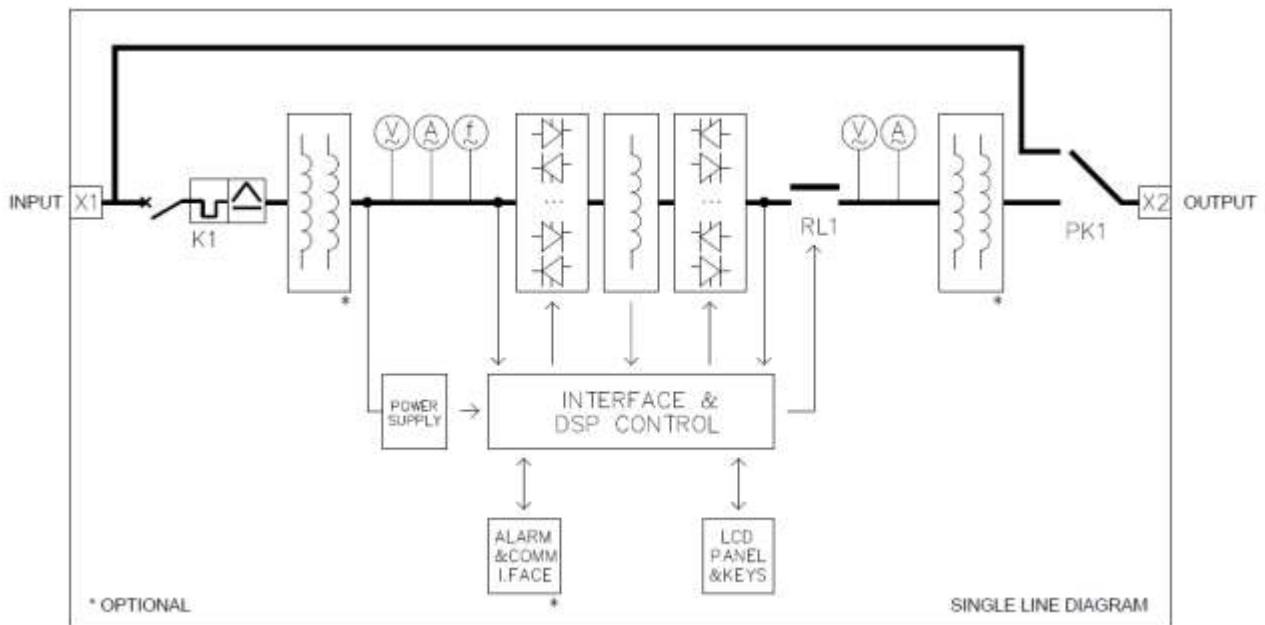 V A f V A
INPUT X1 X2 OUTPUT
K1 RL1 PK1
* *
POWER
SUPPLY
INTERFACE &
DSP CONTROL
ALARM
&COMM
I.FACE
*
LCD
PANEL
&KEYS
* OPTIONAL
SINGLE LINE DIAGRAM